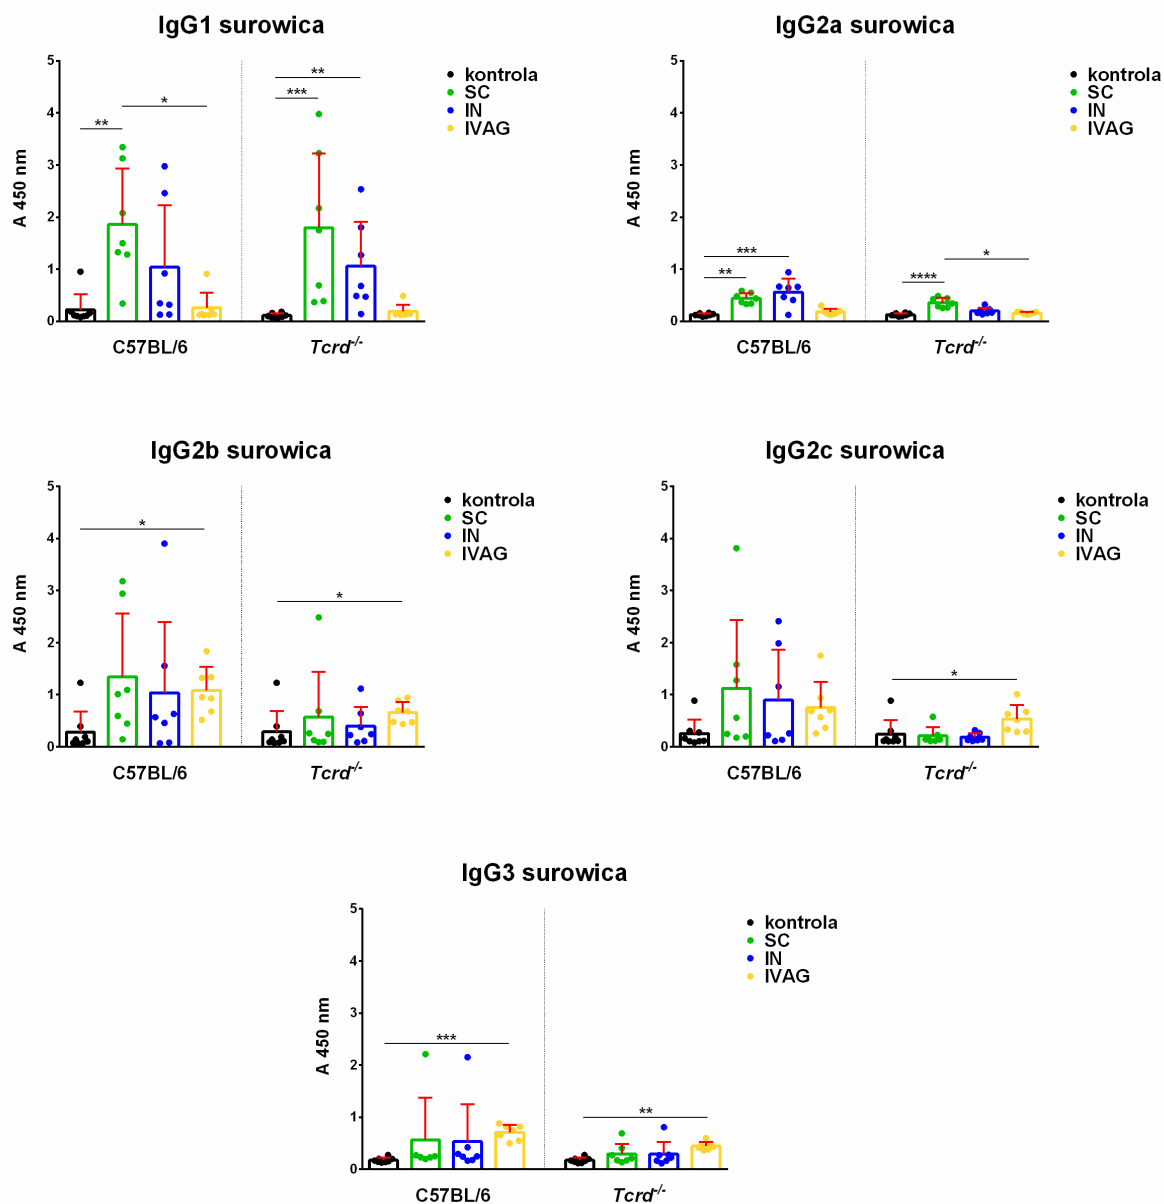 IgG1 surowica
5
4
3
2
1
0
A 450 nm
**
*
***
**
C57BL/6
Tcrd-/-
kontrola
SC
IN
IVAG
IgG2a surowica
5
4
3
2
1
0
A 450 nm
***
**
****
*
C57BL/6
Tcrd-/-
kontrola
SC
IN
IVAG
IgG2b surowica
5
4
3
2
1
0
A 450 nm
*
*
C57BL/6
Tcrd-/-
kontrola
SC
IN
IVAG
IgG2c surowica
5
4
3
2
1
0
A 450 nm
*
C57BL/6
Tcrd-/-
kontrola
SC
IN
IVAG
IgG3 surowica
5
4
3
2
1
0
A 450 nm
***
**
C57BL/6
Tcrd-/-
kontrola
SC
IN
IVAG